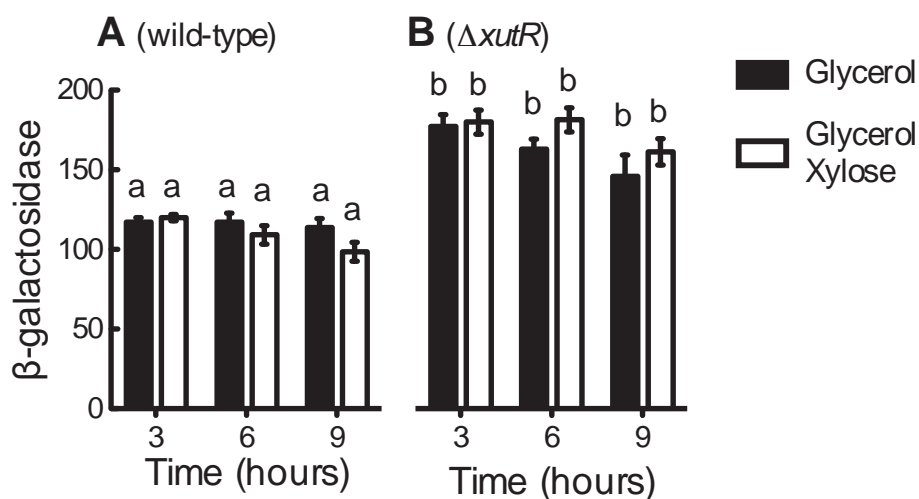 A (wild-type)
B (ΔxutR)
Glycerol
Glycerol
Xylose
β-galactosidase
200
150
100
50
0
a a a a a a
b b b b b b
3 6 9
3 6 9
Time (hours)
Time (hours)